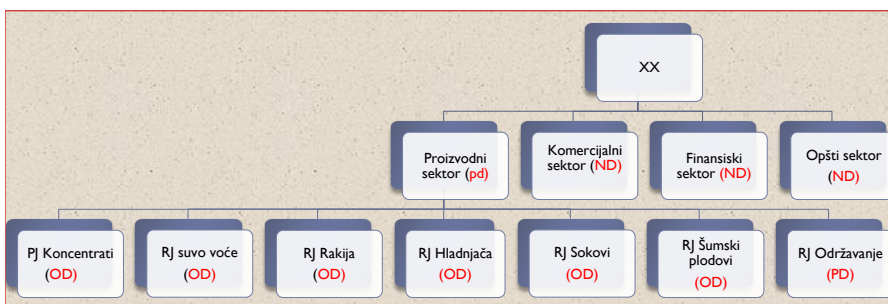 XX
Proizvodni
sektor (pd)
Komercijalni
sektor (ND)
Finansiski
sektor (ND)
Opšti sektor
(ND)
PJ Koncentrati
(OD)
RJ suvo voće
(OD)
RJ Rakija
(OD)
RJ Hladnjača
(OD)
RJ Sokovi
(OD)
RJ Šumski
plodovi
(OD)
RJ Održavanje
(PD)